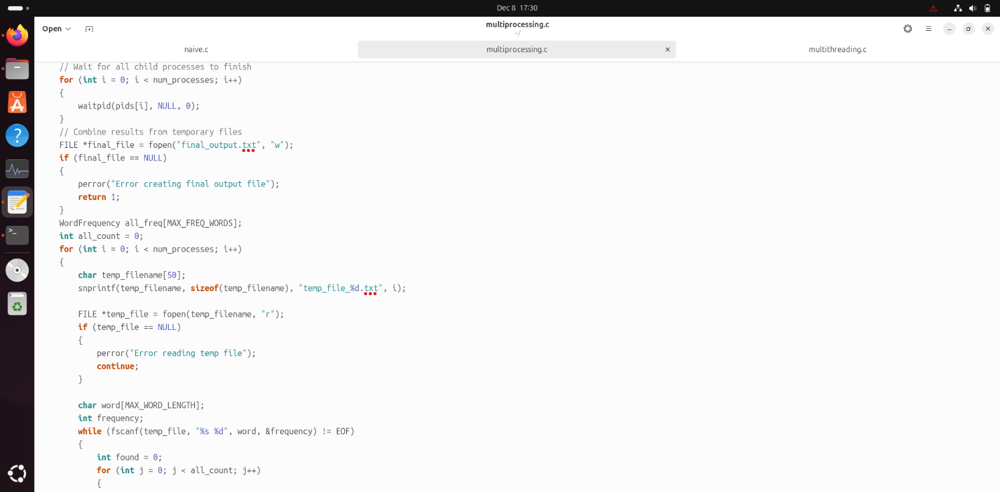 Dec 8 17:30
Open
multiprocessing.c
~/
naive.c
multiprocessing.c
multithreading.c
// Wait for all child processes to finish
for (int i = 0; i < num_processes; i++)
{
waitpid(pids[i], NULL, 0);
}
// Combine results from temporary files
FILE *final_file = fopen("final_output.txt", "w");
if (final_file == NULL)
{
perror("Error creating final output file");
return 1;
}
WordFrequency all_freq[MAX_FREQ_WORDS];
int all_count = 0;
for (int i = 0; i < num_processes; i++)
{
char temp_filename[50];
snprintf(temp_filename, sizeof(temp_filename), "temp_file_%d.txt", i);
FILE *temp_file = fopen(temp_filename, "r");
if (temp_file == NULL)
{
perror("Error reading temp file");
continue;
}
char word[MAX_WORD_LENGTH];
int frequency;
while (fscanf(temp_file, "%s %d", word, &frequency) != EOF)
{
int found = 0;
for (int j = 0; j < all_count; j++)
{